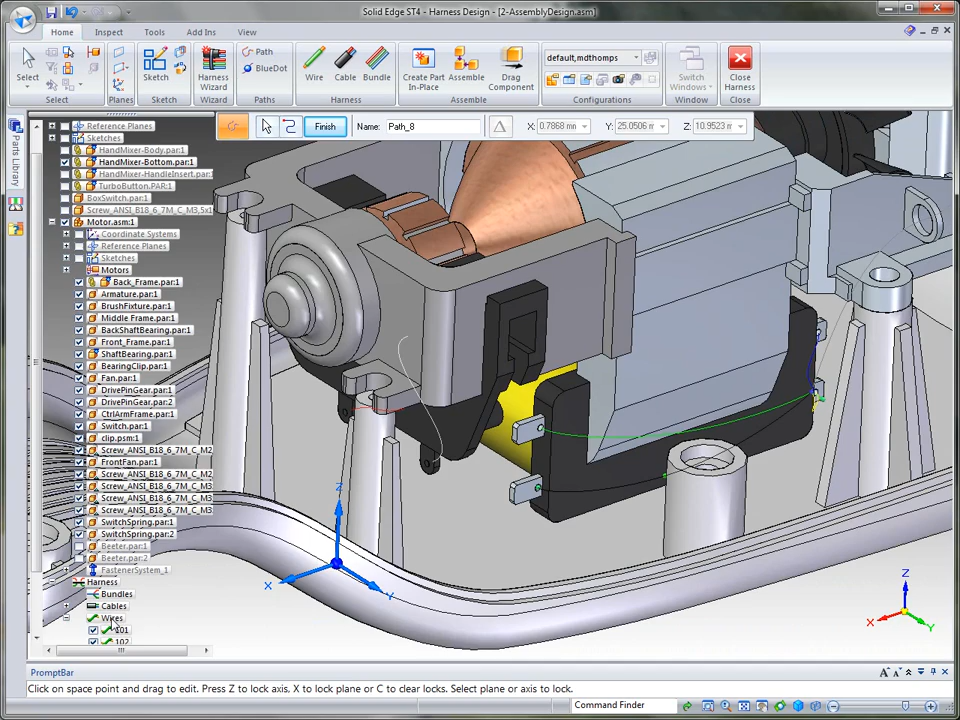 Solid Edge ST4 - Harness Design - [2-AssemblyDesign.asm]
Home Inspect Tools Add Ins View
Select
Sketch
Harness Wizard
Path
BlueDot
Wire
Cable
Bundle
Create Part In-Place
Assemble
Drag Component
default,mdthomps
Switch Windows
Close Harness
Select Planes Sketch Wizard Paths Harness Assemble Configurations Window Close
Finish Name: Path_8 X: 0.7868 mm Y: 25.0506 m Z: 10.9523 m
Parts Library
Reference Planes
Sketches
HandMixer-Body.par:1
HandMixer-Bottom.par:1
HandMixer-HandleInsert.par:1
TurboButton.PAR:1
BoxSwitch.par:1
Screw_ANSI_B18_6_7M_C_M3,5x1
Motor.asm:1
Coordinate Systems
Reference Planes
Sketches
Motors
Back_Frame.par:1
Armature.par:1
BrushFixture.par:1
Middle Frame.par:1
BackShaftBearing.par:1
Front_Frame.par:1
ShaftBearing.par:1
BearingClip.par:1
Fan.par:1
DrivePinGear.par:1
DrivePinGear.par:2
CtrlArmFrame.par:1
Switch.par:1
clip.psm:1
Screw_ANSI_B18_6_7M_C_M2
FrontFan.par:1
Screw_ANSI_B18_6_7M_C_M2
Screw_ANSI_B18_6_7M_C_M3
Screw_ANSI_B18_6_7M_C_M3
Screw_ANSI_B18_6_7M_C_M3
SwitchSpring.par:1
SwitchSpring.par:2
Beeter.par:1
Beeter.par:2
FastenerSystem_1
Harness
Bundles
Cables
Wires
101
102
Z
X
Y
Z
X
Y
PromptBar
Click on space point and drag to edit. Press Z to lock axis, X to lock plane or C to clear locks. Select plane or axis to lock.
Command Finder